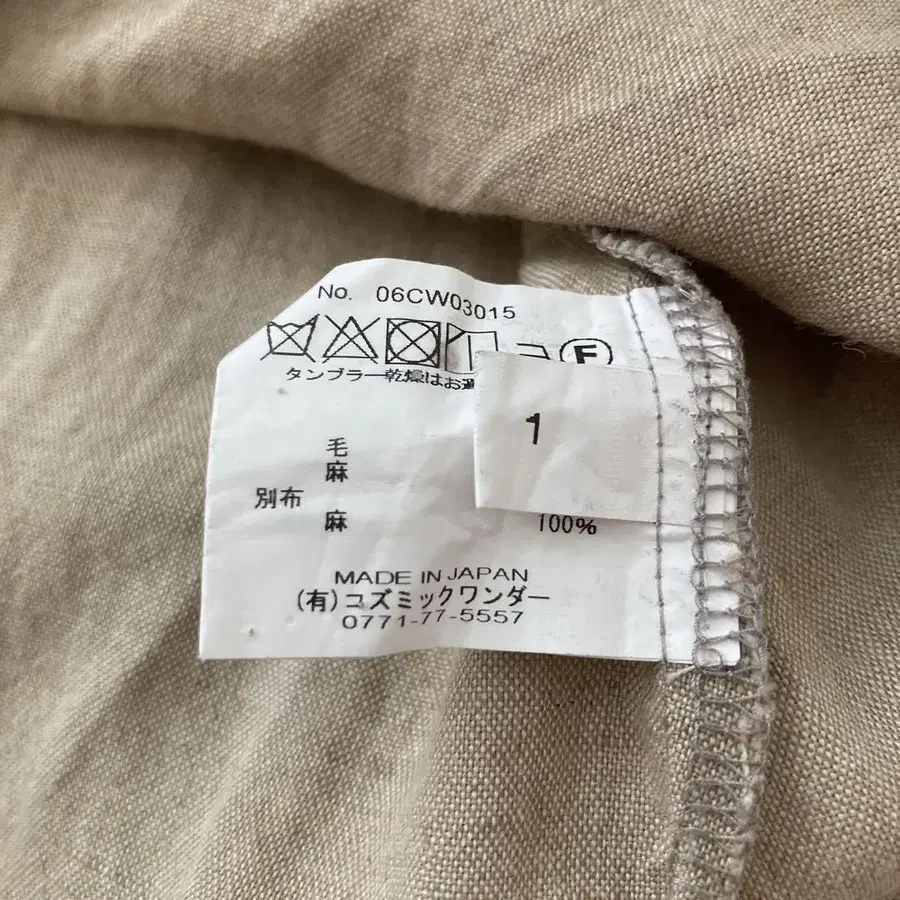 No. 06CW03015
F
タンブラー乾燥はお
1
毛
麻
別布
麻 100%
MADE IN JAPAN
(有)コズミックワンダー
0771-77-5557